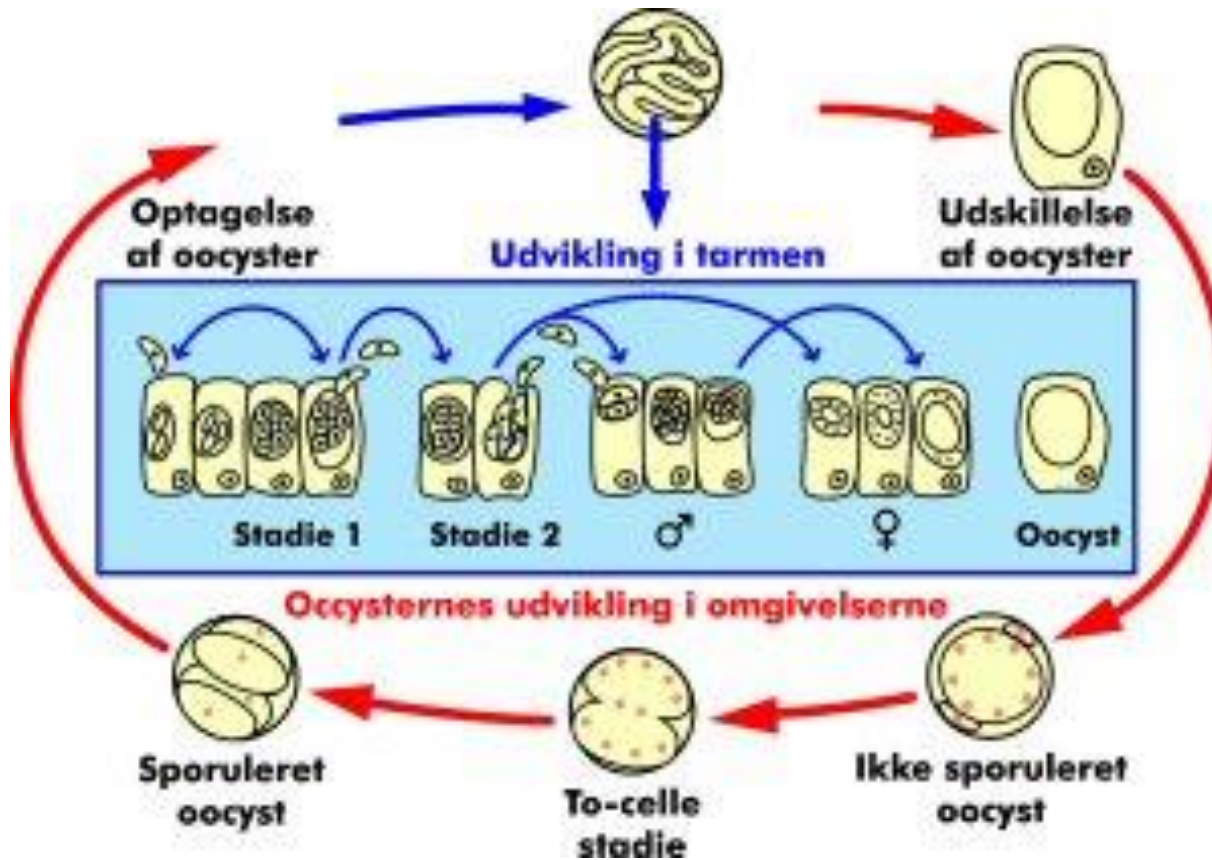 Optagelse
af oocyster
Udskillelse
af oocyster
Udvikling i tarmen
Stadie 1
Stadie 2
♂
♀
Oocyst
Occysternes udvikling i omgivelserne
Sporuleret
oocyst
To-celle
stadie
Ikke sporuleret
oocyst